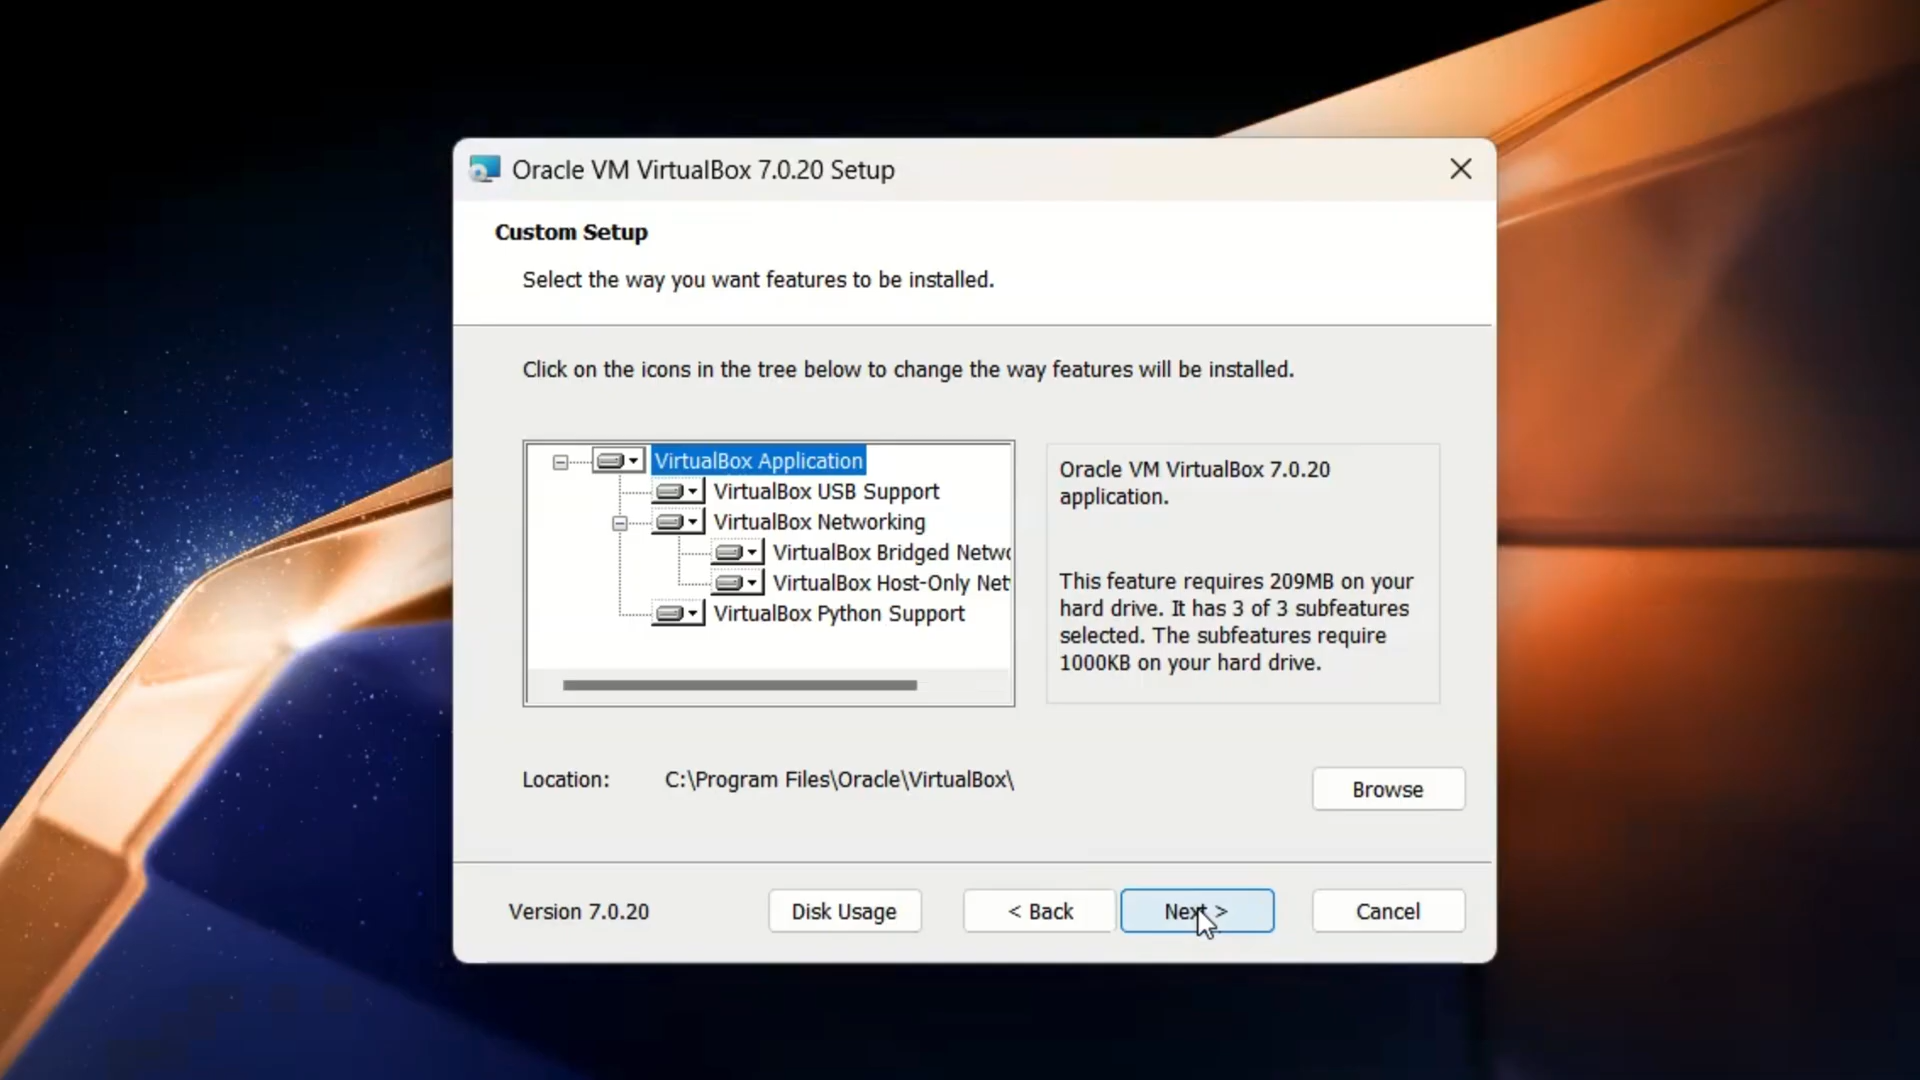 Oracle VM VirtualBox 7.0.20 Setup
Custom Setup
Select the way you want features to be installed.
Click on the icons in the tree below to change the way features will be installed.
VirtualBox Application
VirtualBox USB Support
VirtualBox Networking
VirtualBox Bridged Netwo
VirtualBox Host-Only Net
VirtualBox Python Support
Oracle VM VirtualBox 7.0.20
application.
This feature requires 209MB on your
hard drive. It has 3 of 3 subfeatures
selected. The subfeatures require
1000KB on your hard drive.
Location: C:\Program Files\Oracle\VirtualBox\
Browse
Version 7.0.20
Disk Usage
< Back
Next >
Cancel